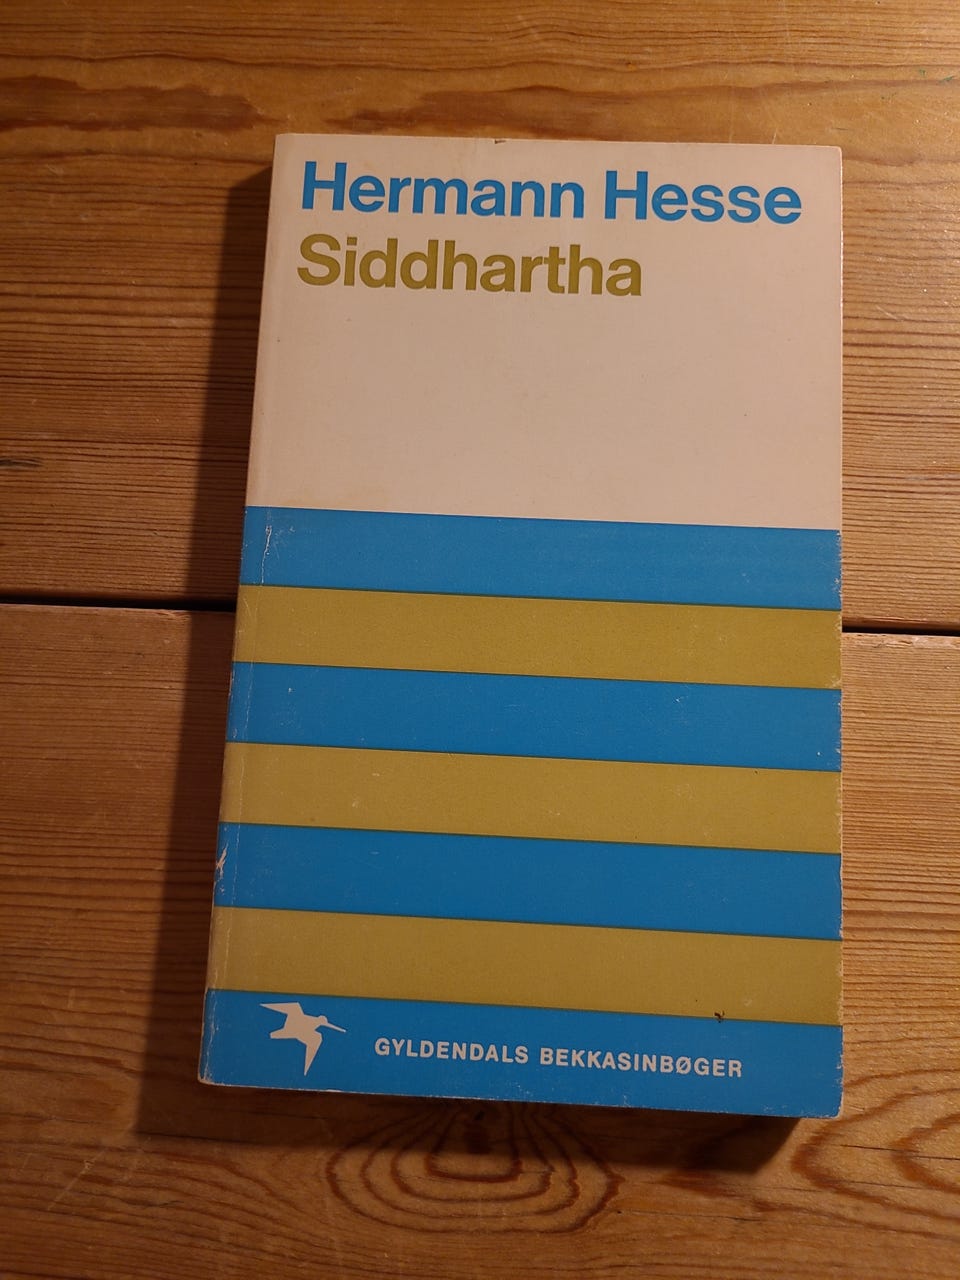 Hermann Hesse
Siddhartha
GYLDENDALS BEKKASINBØGER